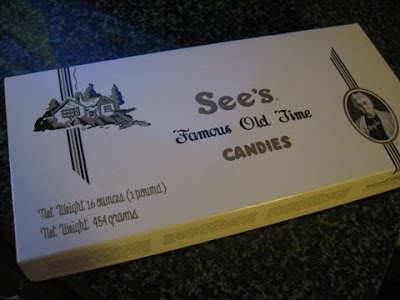 See's
Famous Old Time
CANDIES
Net Weight 16 ounces (1 pound)
Net Weight 454 grams